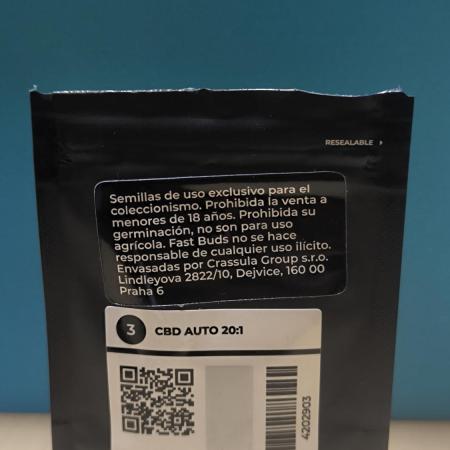 RESEALABLE
Semillas de uso exclusivo para el
coleccionismo. Prohibida la venta a
menores de 18 años. Prohibida su
germinación, no son para uso
agrícola. Fast Buds no se hace
responsable de cualquier uso ilícito.
Envasadas por Crassula Group s.r.o.
Lindleyova 2822/10, Dejvice, 160 00
Praha 6
3 CBD AUTO 20:1
4202903